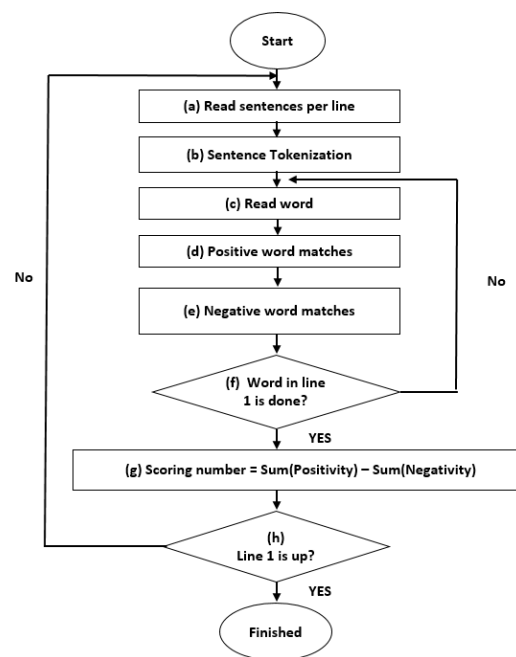 Start
(a) Read sentences per line
(b) Sentence Tokenization
(c) Read word
(d) Positive word matches
No
No
(e) Negative word matches
(f) Word in line
1 is done?
YES
(g) Scoring number = Sum(Positivity) – Sum(Negativity)
(h)
Line 1 is up?
YES
Finished